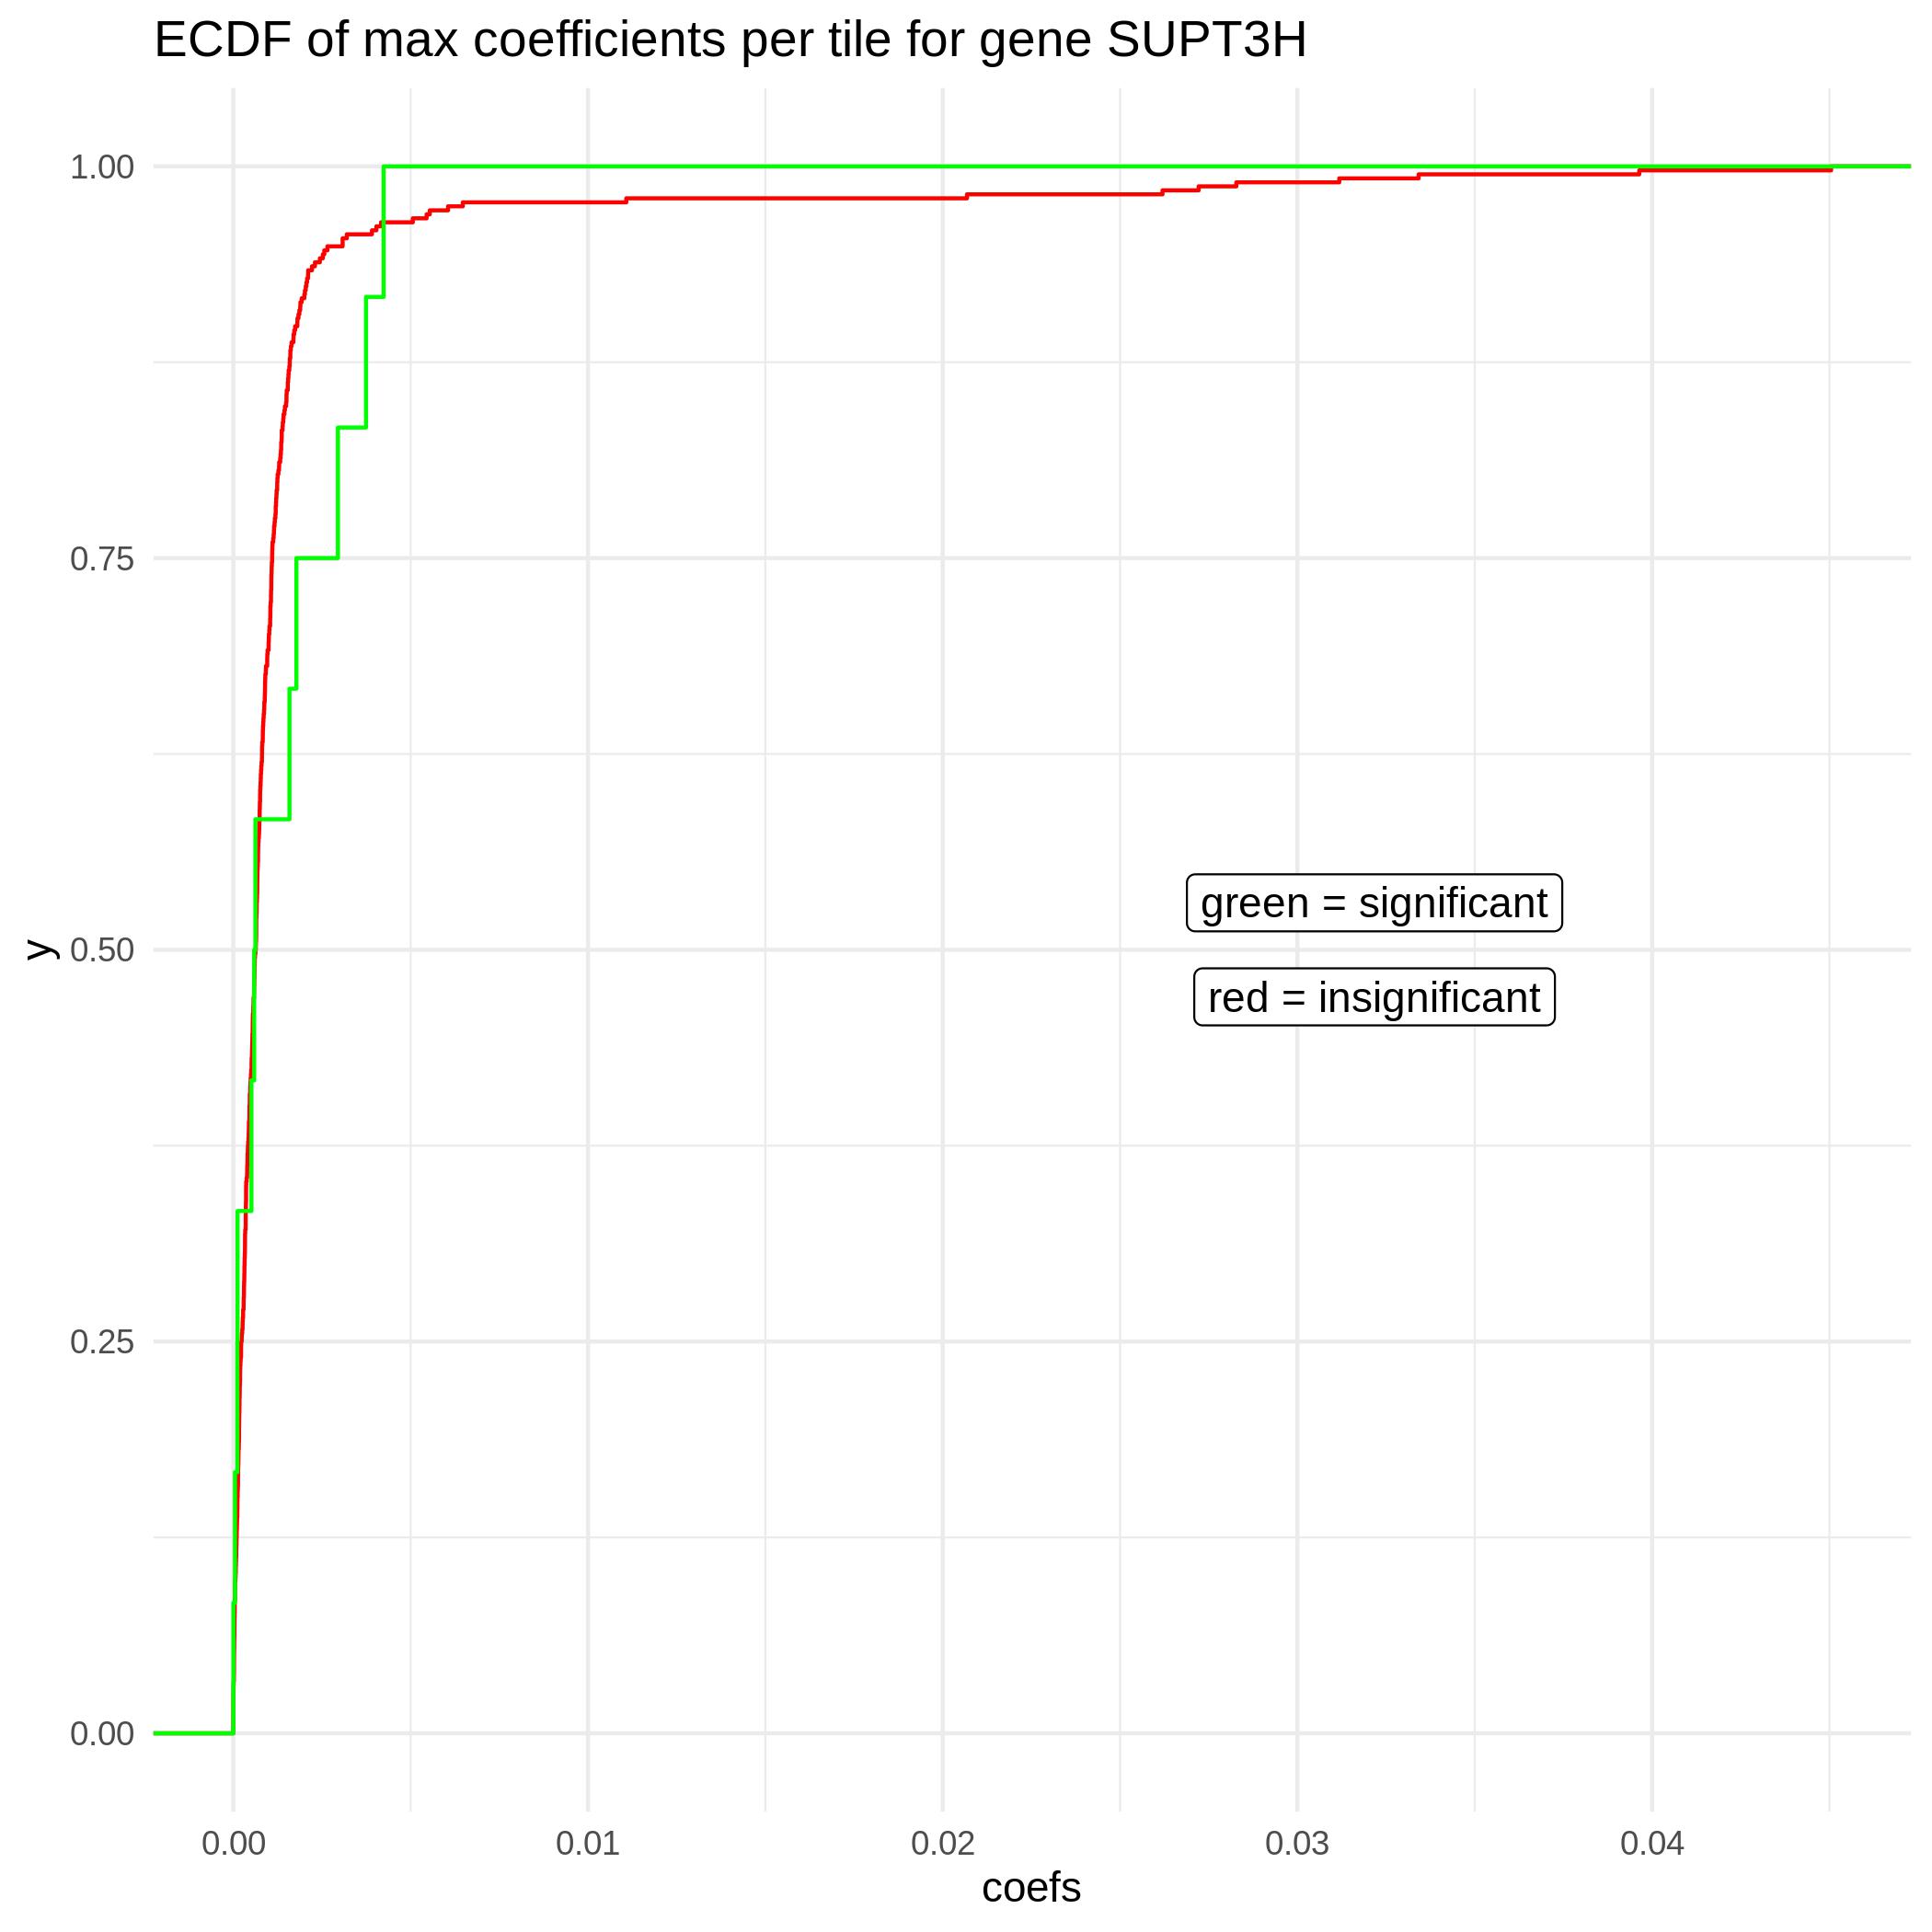 ECDF of max coefficients per tile for gene SUPT3H
1.00
0.75
0.50
0.25
0.00
y
green = significant
red = insignificant
0.00 0.01 0.02 0.03 0.04
coefs